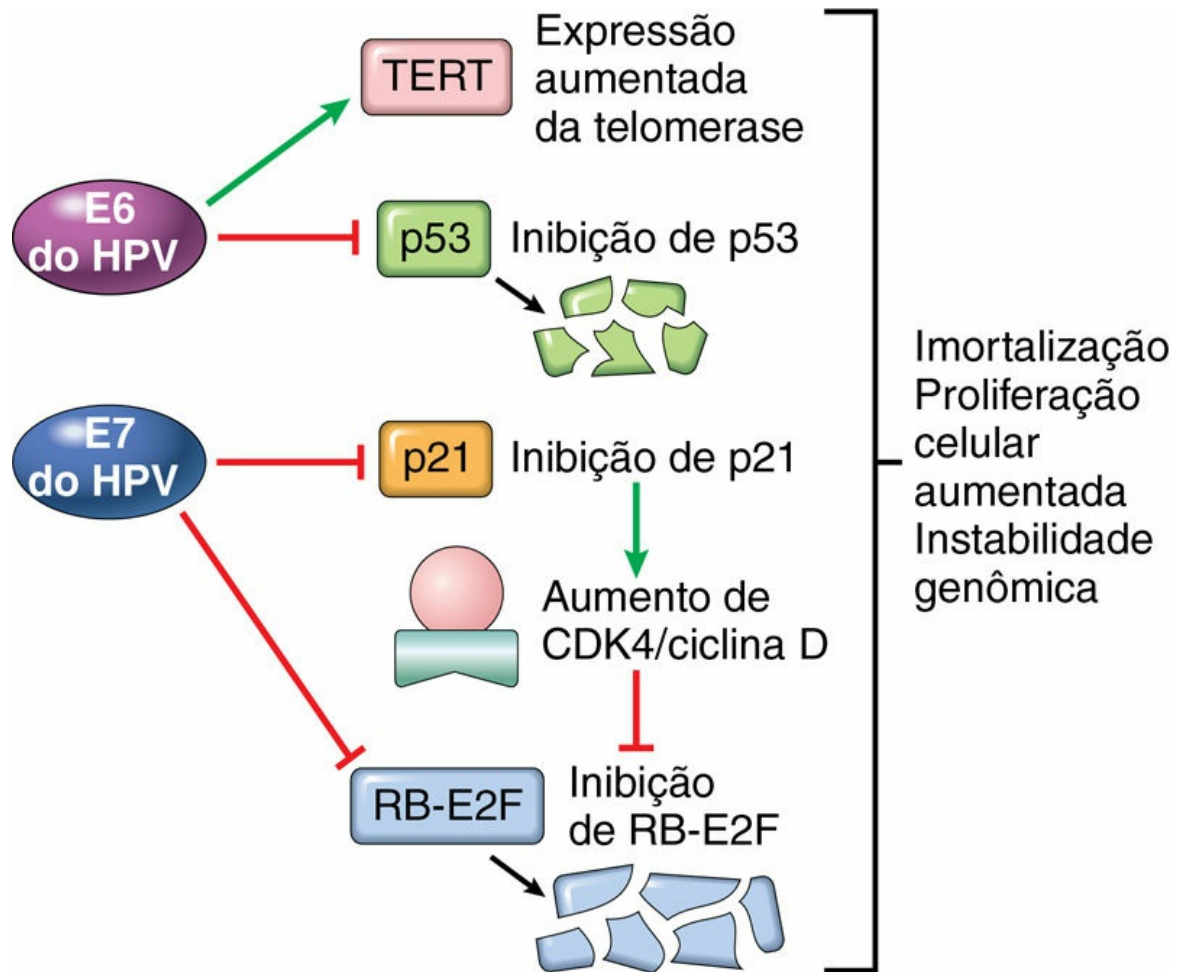 TERT
Expressão
aumentada
da telomerase
E6
do HPV
p53
Inibição de p53
E7
do HPV
p21
Inibição de p21
Aumento de
CDK4/ciclina D
RB-E2F
Inibição
de RB-E2F
Imortalização
Proliferação
celular
aumentada
Instabilidade
genômica